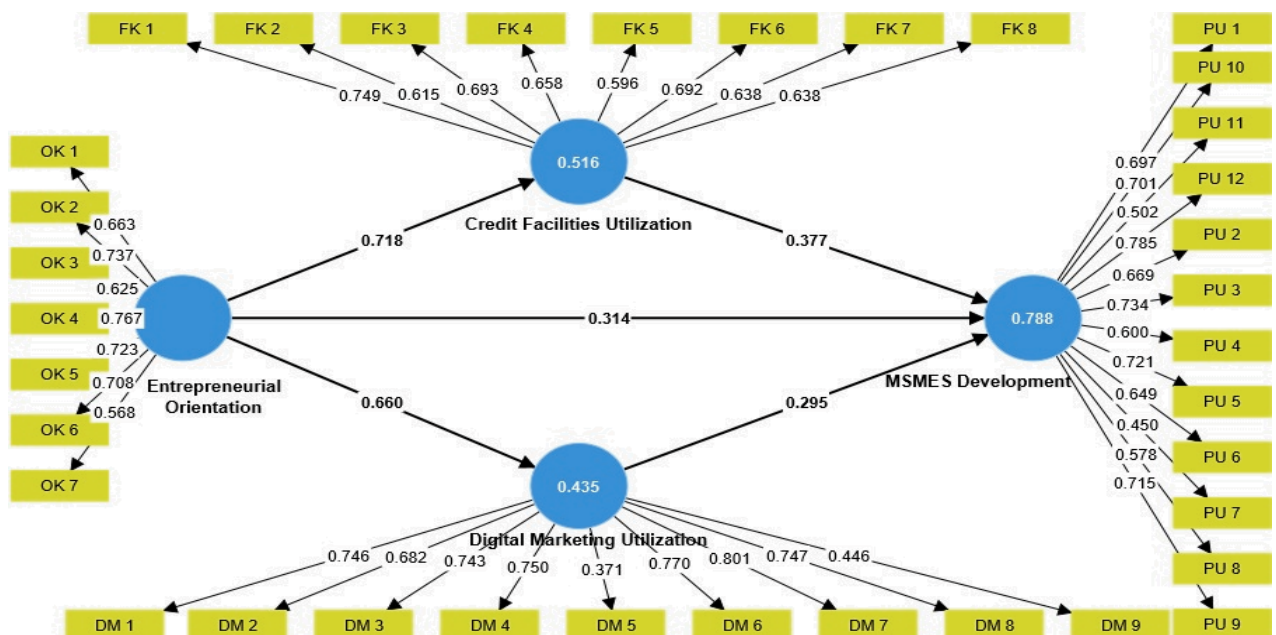 FK 1
FK 2
FK 3
FK 4
FK 5
FK 6
FK 7
FK 8
0.749
0.615
0.693
0.658
0.596
0.692
0.638
0.638
PU 1
PU 10
PU 11
PU 12
PU 2
PU 3
PU 4
PU 5
PU 6
PU 7
PU 8
PU 9
0.697
0.701
0.502
0.785
0.669
0.734
0.600
0.721
0.649
0.450
0.578
0.715
OK 1
OK 2
OK 3
OK 4
OK 5
OK 6
OK 7
0.663
0.737
0.625
0.767
0.723
0.708
0.568
0.516
Credit Facilities Utilization
0.718
0.377
0.314
0.788
MSMES Development
Entrepreneurial
Orientation
0.660
0.295
0.435
Digital Marketing Utilization
0.746
0.682
0.743
0.750
0.371
0.770
0.801
0.747
0.446
DM 1
DM 2
DM 3
DM 4
DM 5
DM 6
DM 7
DM 8
DM 9